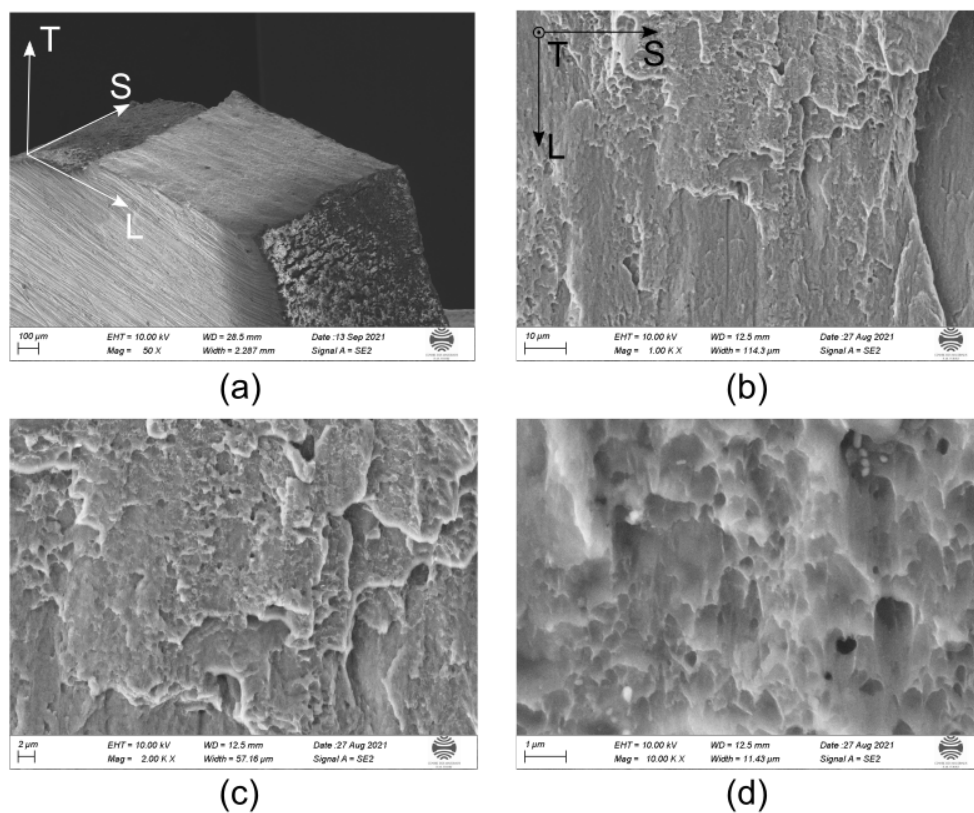 T
S
L
100 µm
EHT = 10.00 kV WD = 28.5 mm Date :13 Sep 2021
Mag = 50 X Width = 2.287 mm Signal A = SE2
(a)
T
S
L
10 µm
EHT = 10.00 kV WD = 12.5 mm Date :27 Aug 2021
Mag = 1.00 K X Width = 114.3 µm Signal A = SE2
(b)
2 µm
EHT = 10.00 kV WD = 12.5 mm Date :27 Aug 2021
Mag = 2.00 K X Width = 57.16 µm Signal A = SE2
(c)
1 µm
EHT = 10.00 kV WD = 12.5 mm Date :27 Aug 2021
Mag = 10.00 K X Width = 11.43 µm Signal A = SE2
(d)